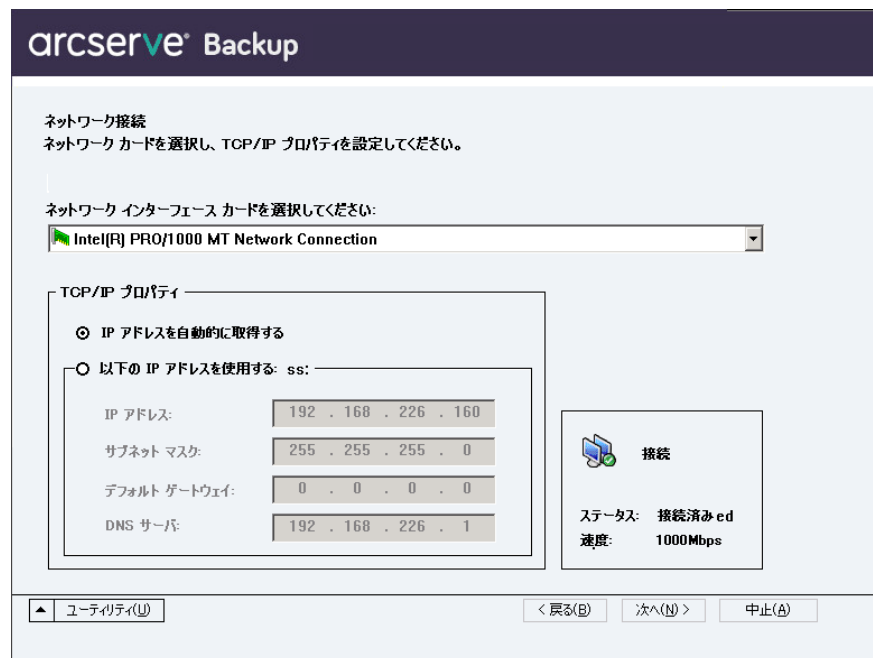 arcserve® Backup
ネットワーク接続
ネットワーク カードを選択し、TCP/IP プロパティを設定してください。
ネットワーク インターフェース カードを選択してください:
Intel(R) PRO/1000 MT Network Connection
TCP/IP プロパティ
IP アドレスを自動的に取得する
以下の IP アドレスを使用する: ss:
IP アドレス: 192 . 168 . 226 . 160
サブネット マスク: 255 . 255 . 255 . 0
デフォルト ゲートウェイ: 0 . 0 . 0 . 0
DNS サーバ: 192 . 168 . 226 . 1
接続
ステータス: 接続済みed
速度: 1000Mbps
ユーティリティ(U)
< 戻る(B)
次へ(N) >
中止(A)